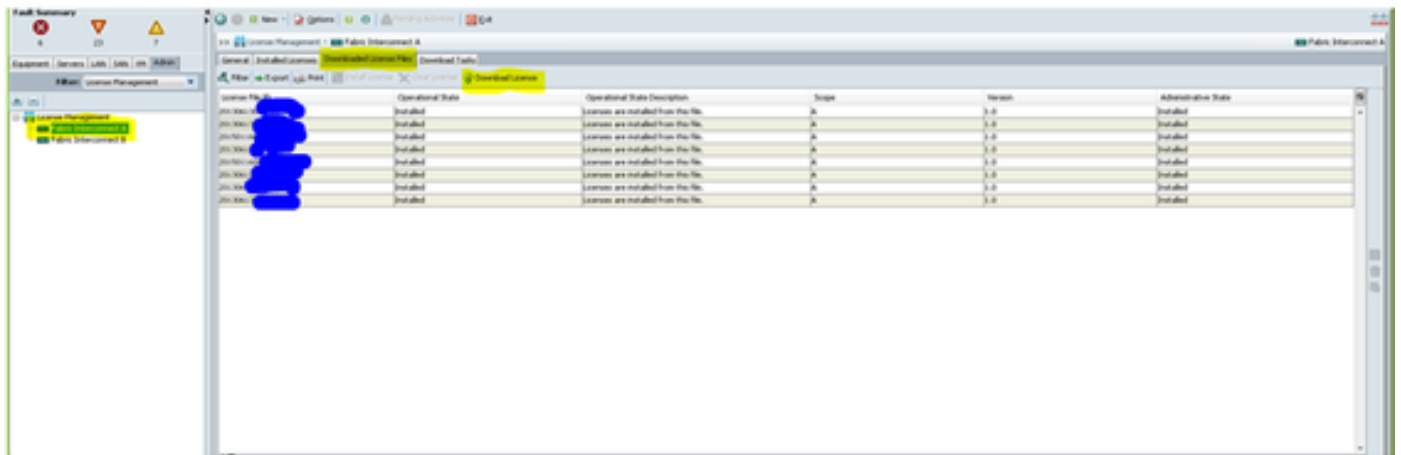 Fault Summary
6 23 7
New Options Pending Activities Exit
>> License Management Fabric Interconnect A
Fabric Interconnect A
Equipment Servers LAN SAN VM Admin
General Installed Licenses Downloaded License Files Download Tasks
Filter: License Management
Filter Export Print Install License Clear License Download License
License File ID Operational State Operational State Description Scope Version Administrative State
License Management
Fabric Interconnect A
Fabric Interconnect B
Installed Licenses are installed from this file. A 1.0 Installed
Installed Licenses are installed from this file. A 1.0 Installed
Installed Licenses are installed from this file. A 1.0 Installed
Installed Licenses are installed from this file. A 1.0 Installed
Installed Licenses are installed from this file. A 1.0 Installed
Installed Licenses are installed from this file. A 1.0 Installed
Installed Licenses are installed from this file. A 1.0 Installed
Installed Licenses are installed from this file. A 1.0 Installed